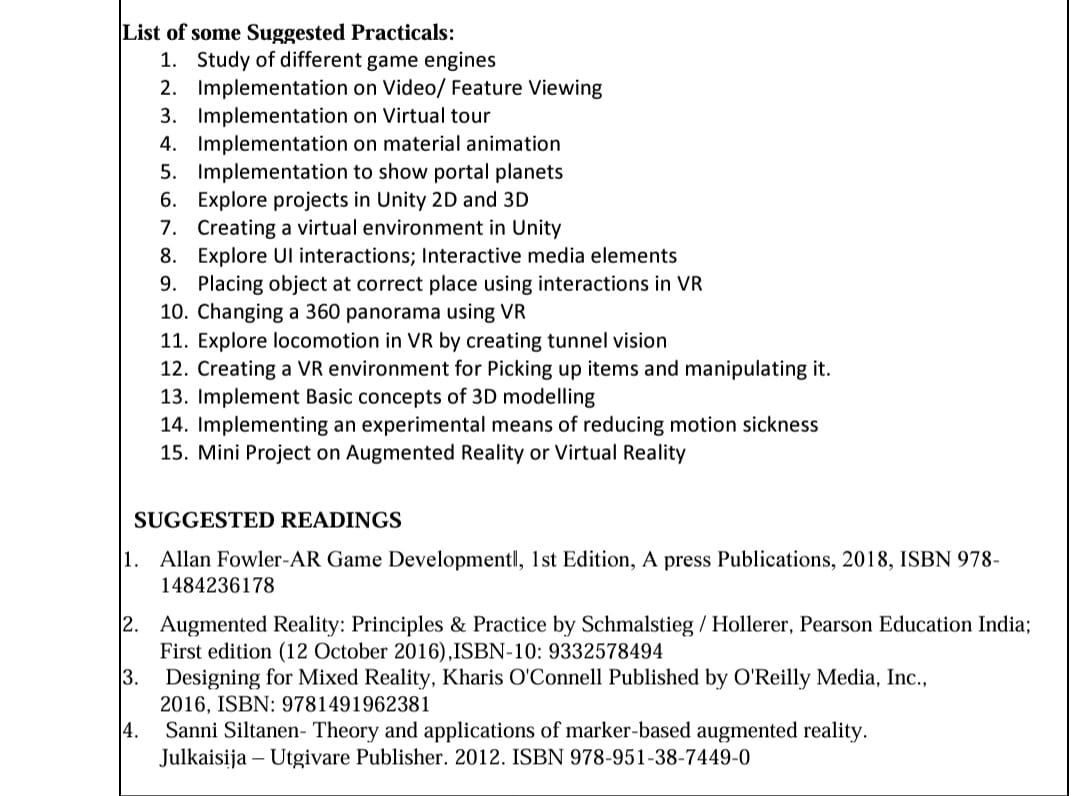 List of some Suggested Practicals:
1. Study of different game engines
2. Implementation on Video/ Feature Viewing
3. Implementation on Virtual tour
4. Implementation on material animation
5. Implementation to show portal planets
6. Explore projects in Unity 2D and 3D
7. Creating a virtual environment in Unity
8. Explore UI interactions; Interactive media elements
9. Placing object at correct place using interactions in VR
10. Changing a 360 panorama using VR
11. Explore locomotion in VR by creating tunnel vision
12. Creating a VR environment for Picking up items and manipulating it.
13. Implement Basic concepts of 3D modelling
14. Implementing an experimental means of reducing motion sickness
15. Mini Project on Augmented Reality or Virtual Reality
SUGGESTED READINGS
1. Allan Fowler-AR Game Development‖, 1st Edition, A press Publications, 2018, ISBN 978-
1484236178
2. Augmented Reality: Principles & Practice by Schmalstieg / Hollerer, Pearson Education India;
First edition (12 October 2016),ISBN-10: 9332578494
3. Designing for Mixed Reality, Kharis O'Connell Published by O'Reilly Media, Inc.,
2016, ISBN: 9781491962381
4. Sanni Siltanen- Theory and applications of marker-based augmented reality.
Julkaisija – Utgivare Publisher. 2012. ISBN 978-951-38-7449-0